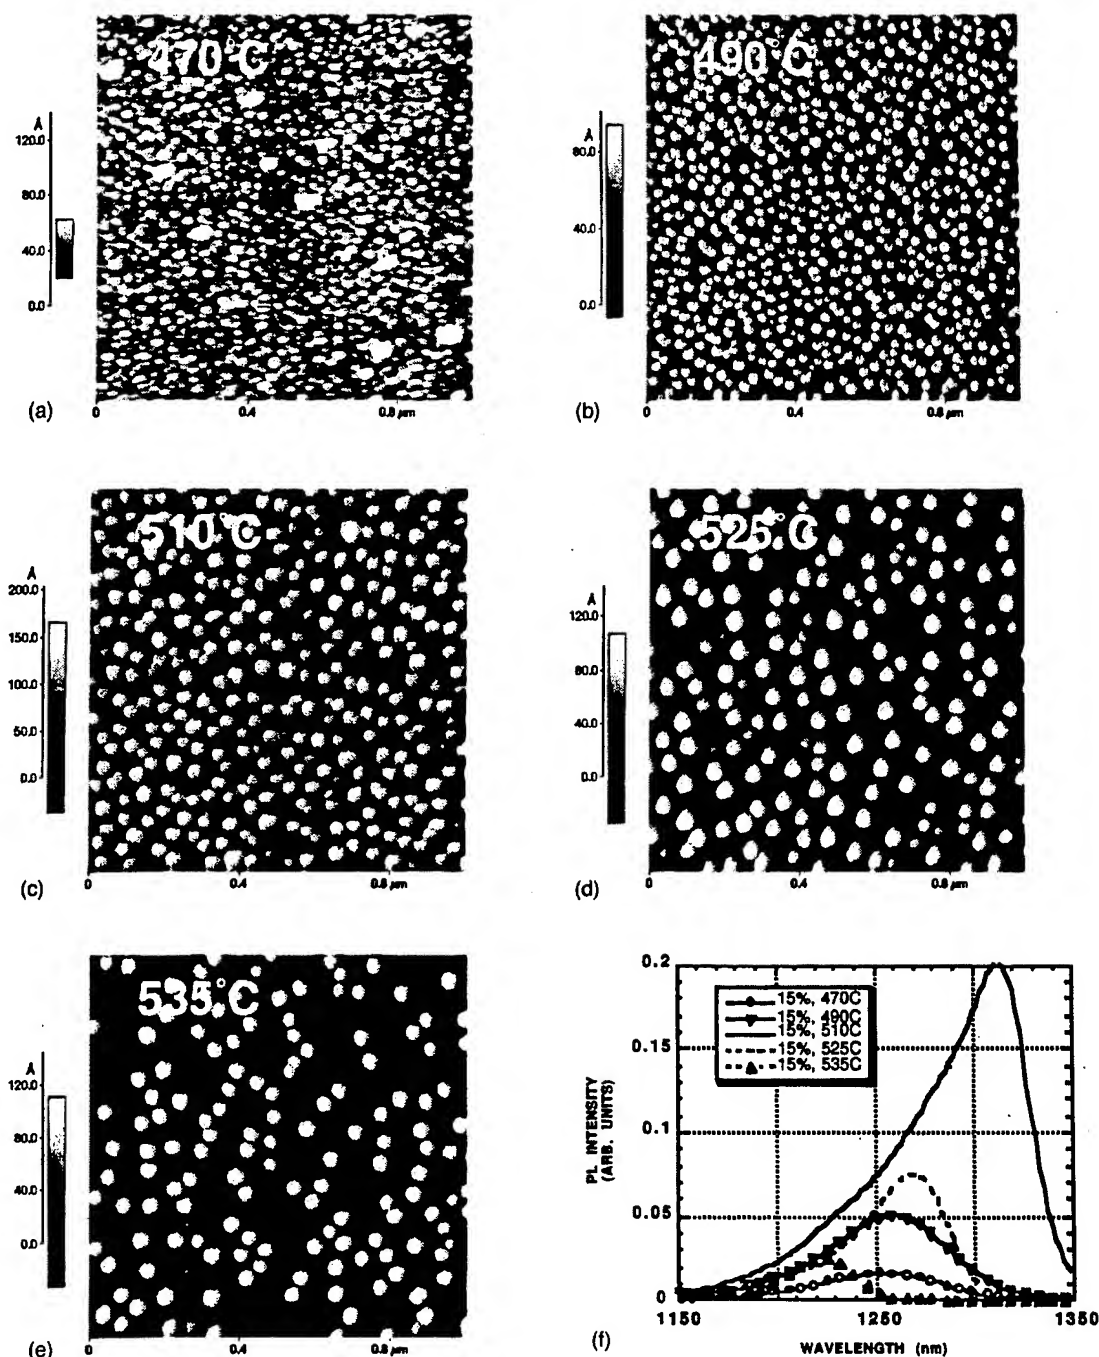 470°C
Å
120.0
80.0
40.0
0.0
0 0.4 0.8 µm
(a)
490°C
Å
80.0
40.0
0.0
0 0.4 0.8 µm
(b)
510°C
Å
200.0
150.0
100.0
50.0
0.0
0 0.4 0.8 µm
(c)
525°C
Å
120.0
80.0
40.0
0.0
0 0.4 0.8 µm
(d)
535°C
Å
120.0
80.0
40.0
0.0
0 0.4 0.8 µm
(e)
0.2
0.15
0.1
0.05
0
PL INTENSITY
(ARB. UNITS)
15%, 470C
15%, 490C
15%, 510C
15%, 525C
15%, 535C
1150 1250 1350
WAVELENGTH (nm)
(f)